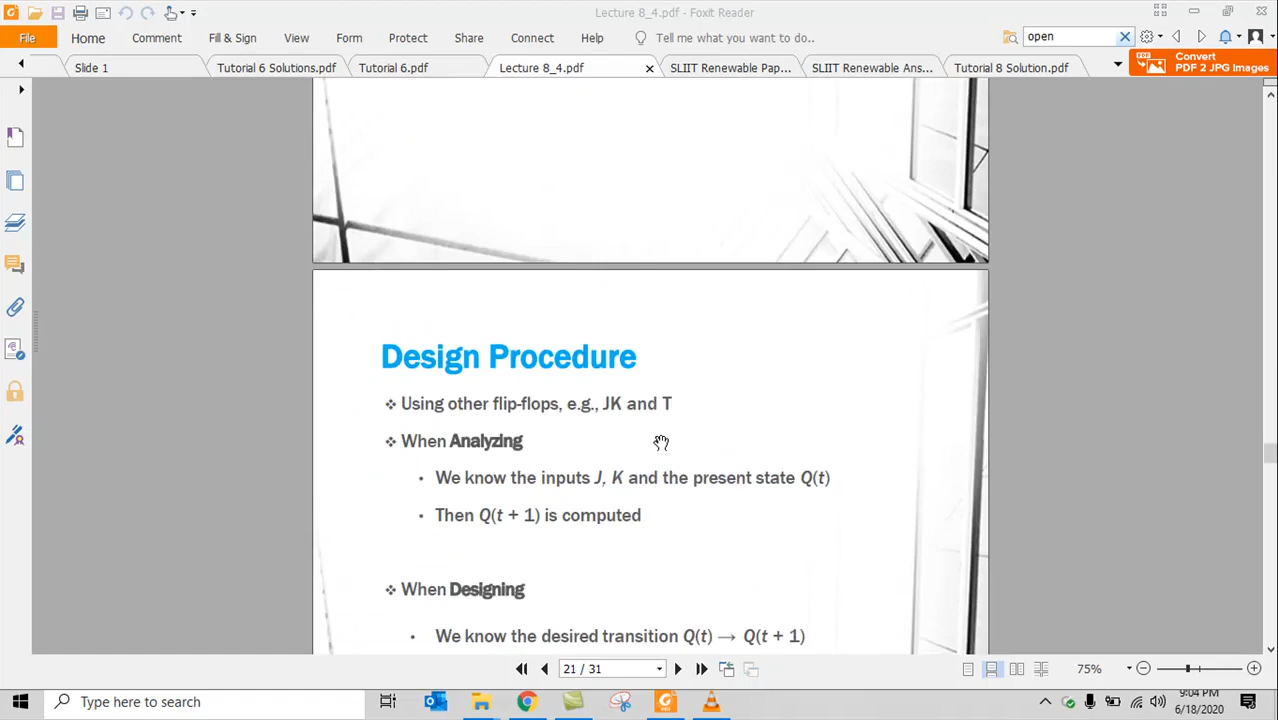 Lecture 8_4.pdf - Foxit Reader
File Home Comment Fill & Sign View Form Protect Share Connect Help Tell me what you want to do.. open
Slide 1 Tutorial 6 Solutions.pdf Tutorial 6.pdf Lecture 8_4.pdf SLIIT Renewable Pap... SLIIT Renewable Ans... Tutorial 8 Solution.pdf
Convert
PDF 2 JPG Images
Design Procedure
❖ Using other flip-flops, e.g., JK and T
❖ When Analyzing
• We know the inputs J, K and the present state Q(t)
• Then Q(t + 1) is computed
❖ When Designing
• We know the desired transition Q(t) → Q(t + 1)
21 / 31 75%
Type here to search
9:04 PM
6/18/2020